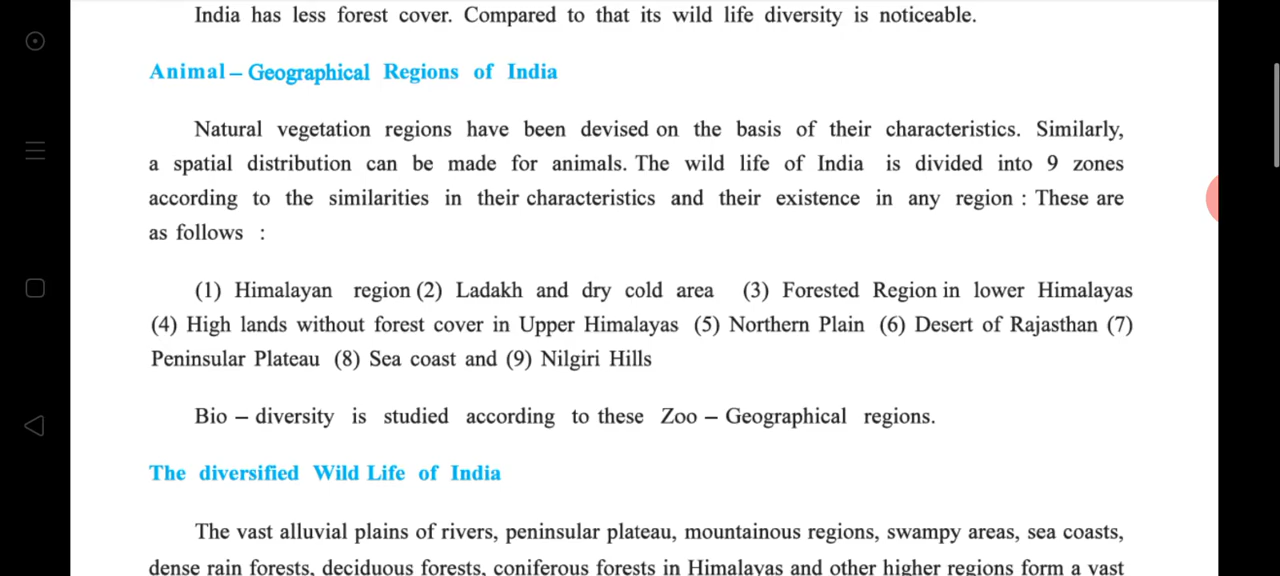 India has less forest cover. Compared to that its wild life diversity is noticeable.
Animal – Geographical Regions of India
Natural vegetation regions have been devised on the basis of their characteristics. Similarly,
a spatial distribution can be made for animals. The wild life of India is divided into 9 zones
according to the similarities in their characteristics and their existence in any region : These are
as follows :
(1) Himalayan region (2) Ladakh and dry cold area (3) Forested Region in lower Himalayas
(4) High lands without forest cover in Upper Himalayas (5) Northern Plain (6) Desert of Rajasthan (7)
Peninsular Plateau (8) Sea coast and (9) Nilgiri Hills
Bio – diversity is studied according to these Zoo – Geographical regions.
The diversified Wild Life of India
The vast alluvial plains of rivers, peninsular plateau, mountainous regions, swampy areas, sea coasts,
dense rain forests, deciduous forests, coniferous forests in Himalayas and other higher regions form a vast